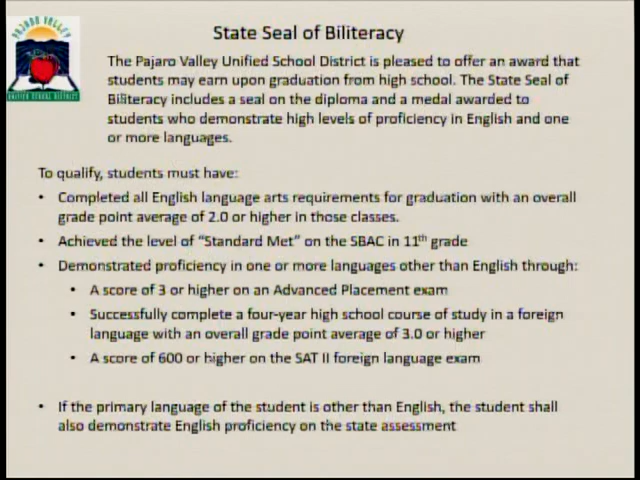 PAJARO VALLEY
UNIFIED SCHOOL DISTRICT
State Seal of Biliteracy
The Pajaro Valley Unified School District is pleased to offer an award that
students may earn upon graduation from high school. The State Seal of
Biliteracy includes a seal on the diploma and a medal awarded to
students who demonstrate high levels of proficiency in English and one
or more languages.
To qualify, students must have:
• Completed all English language arts requirements for graduation with an overall
grade point average of 2.0 or higher in those classes.
• Achieved the level of “Standard Met” on the SBAC in 11th grade
• Demonstrated proficiency in one or more languages other than English through:
• A score of 3 or higher on an Advanced Placement exam
• Successfully complete a four-year high school course of study in a foreign
language with an overall grade point average of 3.0 or higher
• A score of 600 or higher on the SAT II foreign language exam
• If the primary language of the student is other than English, the student shall
also demonstrate English proficiency on the state assessment